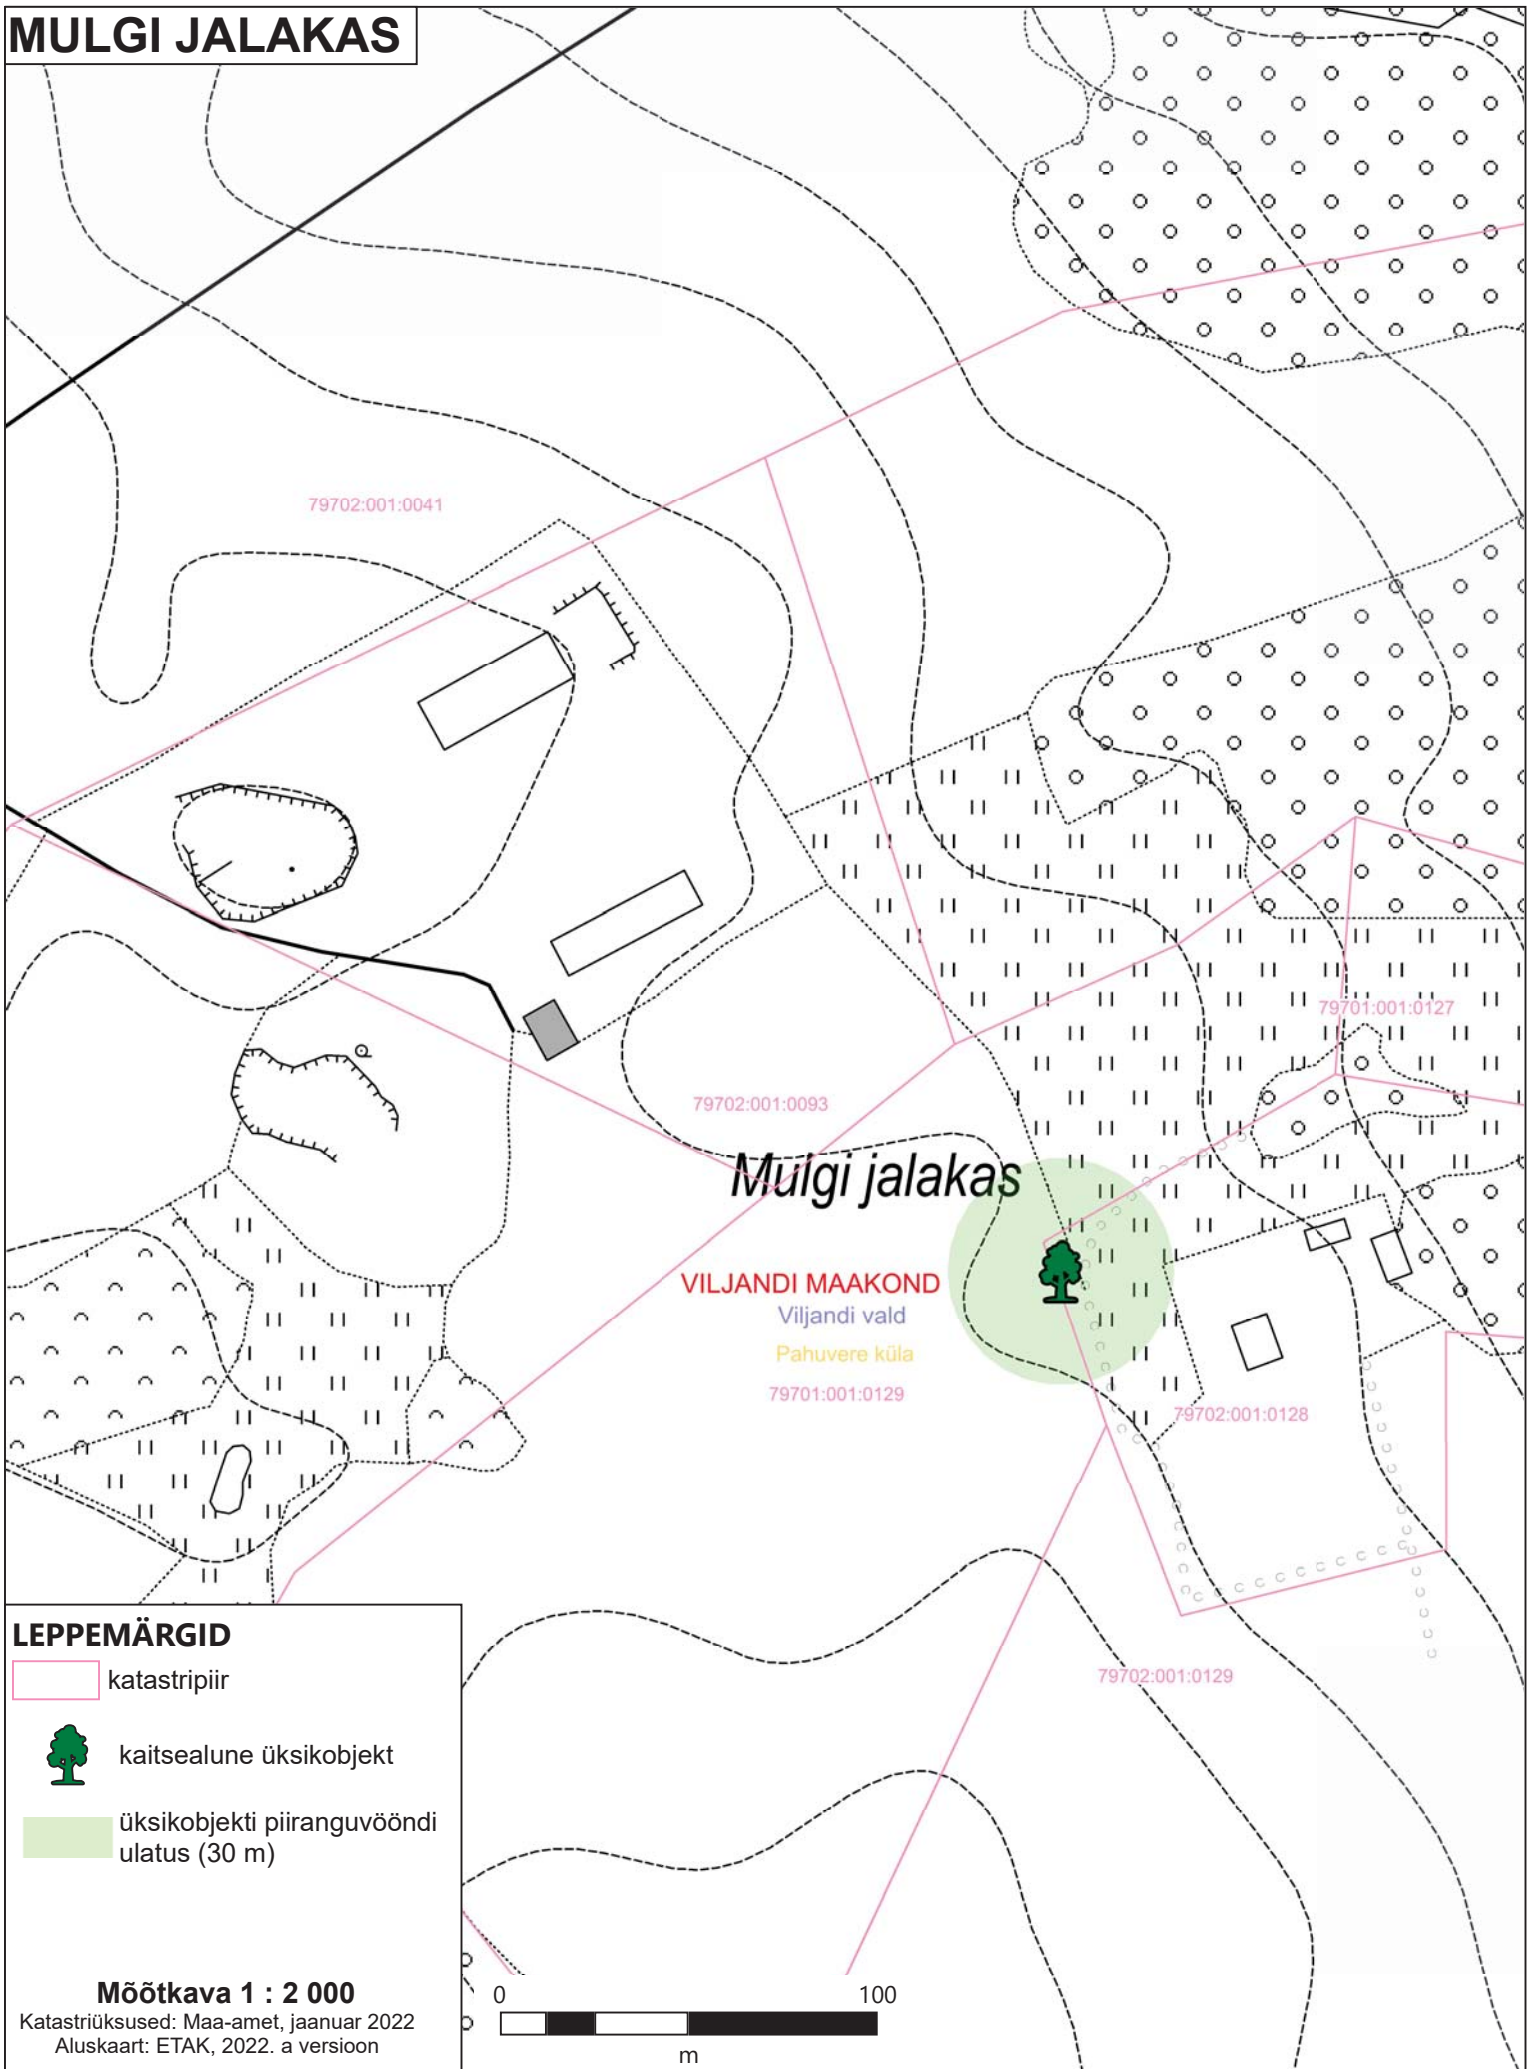 MULGI JALAKAS
79702:001:0041
79701:001:0127
79702:001:0093
Mulgi jalakas
VILJANDI MAAKOND
Viljandi vald
Pahuvere küla
79701:001:0129
79702:001:0128
79702:001:0129
LEPPEMÄRGID
katastripiir
kaitsealune üksikobjekt
üksikobjekti piiranguvööndi
ulatus (30 m)
Mõõtkava 1 : 2 000
Katastriüksused: Maa-amet, jaanuar 2022
Aluskaart: ETAK, 2022. a versioon
0 100
m